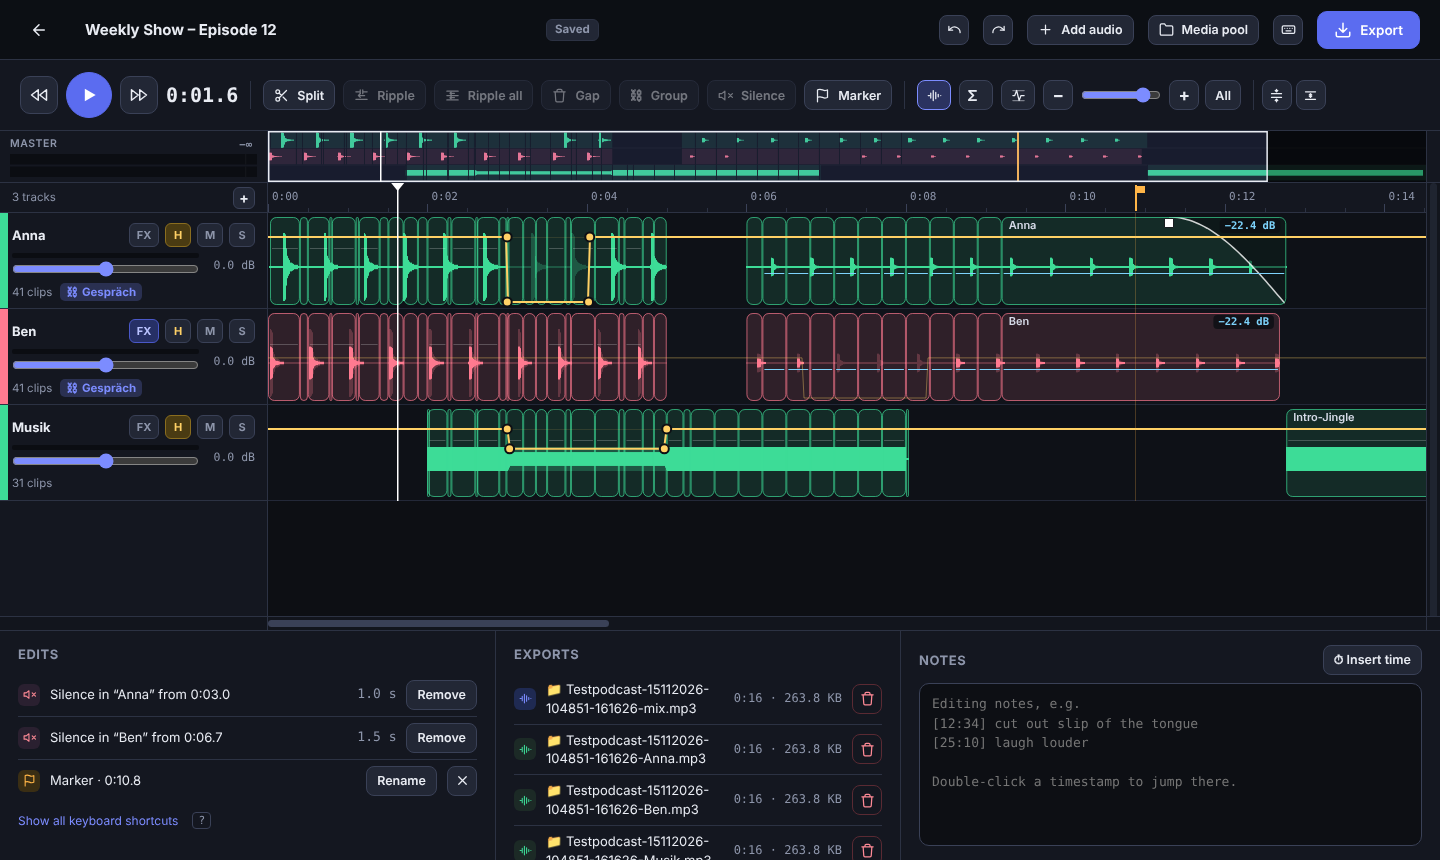 Weekly Show – Episode 12
Saved
Add audio
Media pool
Export
0:01.6
Split
Ripple
Ripple all
Gap
Group
Silence
Marker
Σ
All
MASTER
–∞
3 tracks
0:00
0:02
0:04
0:06
0:08
0:10
0:12
0:14
Anna
FX
H
M
S
0.0 dB
41 clips
Gespräch
Anna
−22.4 dB
Ben
FX
H
M
S
0.0 dB
41 clips
Gespräch
Ben
−22.4 dB
Musik
FX
H
M
S
0.0 dB
31 clips
Intro-Jingle
EDITS
Silence in “Anna” from 0:03.0
1.0 s
Remove
Silence in “Ben” from 0:06.7
1.5 s
Remove
Marker · 0:10.8
Rename
Show all keyboard shortcuts
?
EXPORTS
Testpodcast-15112026-
104851-161626-mix.mp3
0:16 · 263.8 KB
Testpodcast-15112026-
104851-161626-Anna.mp3
0:16 · 263.8 KB
Testpodcast-15112026-
104851-161626-Ben.mp3
0:16 · 263.8 KB
Testpodcast-15112026-
104851-161626-Musik.mp3
0:16 · 263.8 KB
NOTES
Insert time
Editing notes, e.g.
[12:34] cut out slip of the tongue
[25:10] laugh louder
Double-click a timestamp to jump there.